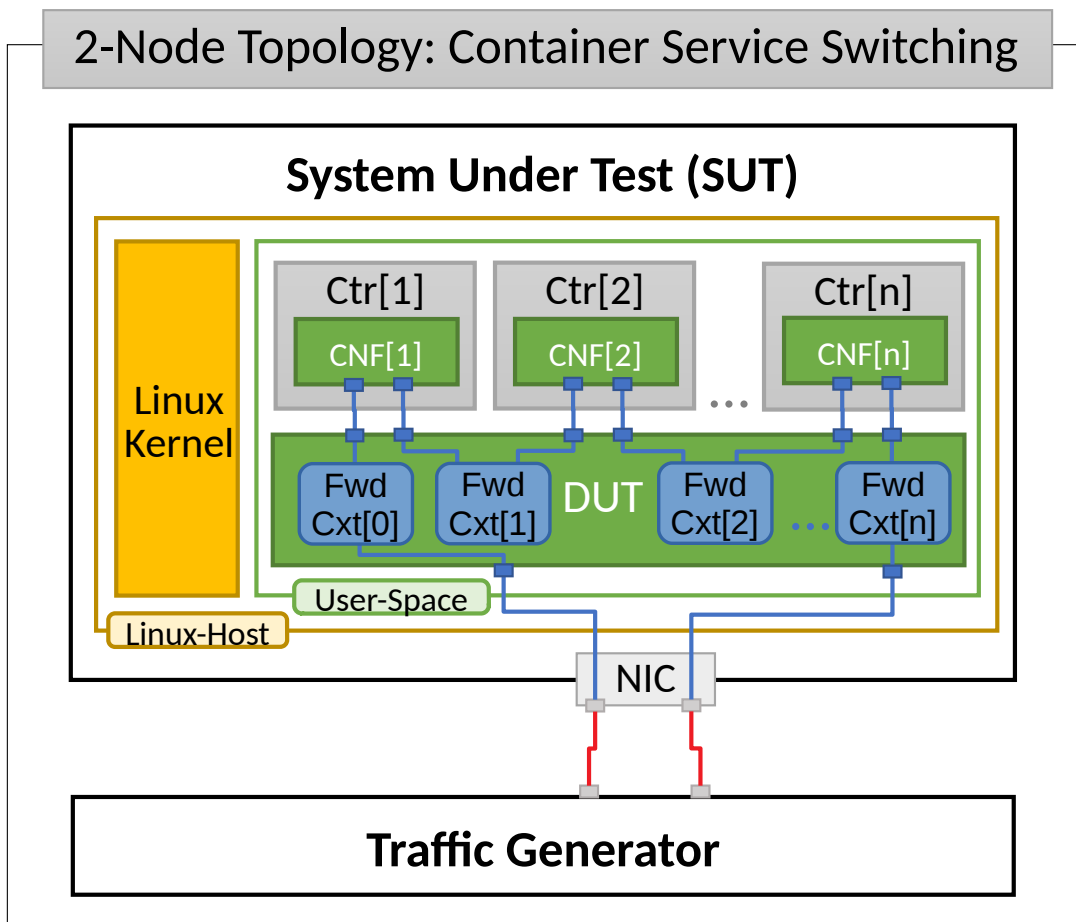 2-Node Topology: Container Service Switching
System Under Test (SUT)
Linux
Kernel
Ctr[1]
CNF[1]
Ctr[2]
CNF[2]
...
Ctr[n]
CNF[n]
Fwd
Cxt[0]
Fwd
Cxt[1]
DUT
Fwd
Cxt[2]
...
Fwd
Cxt[n]
User-Space
Linux-Host
NIC
Traffic Generator